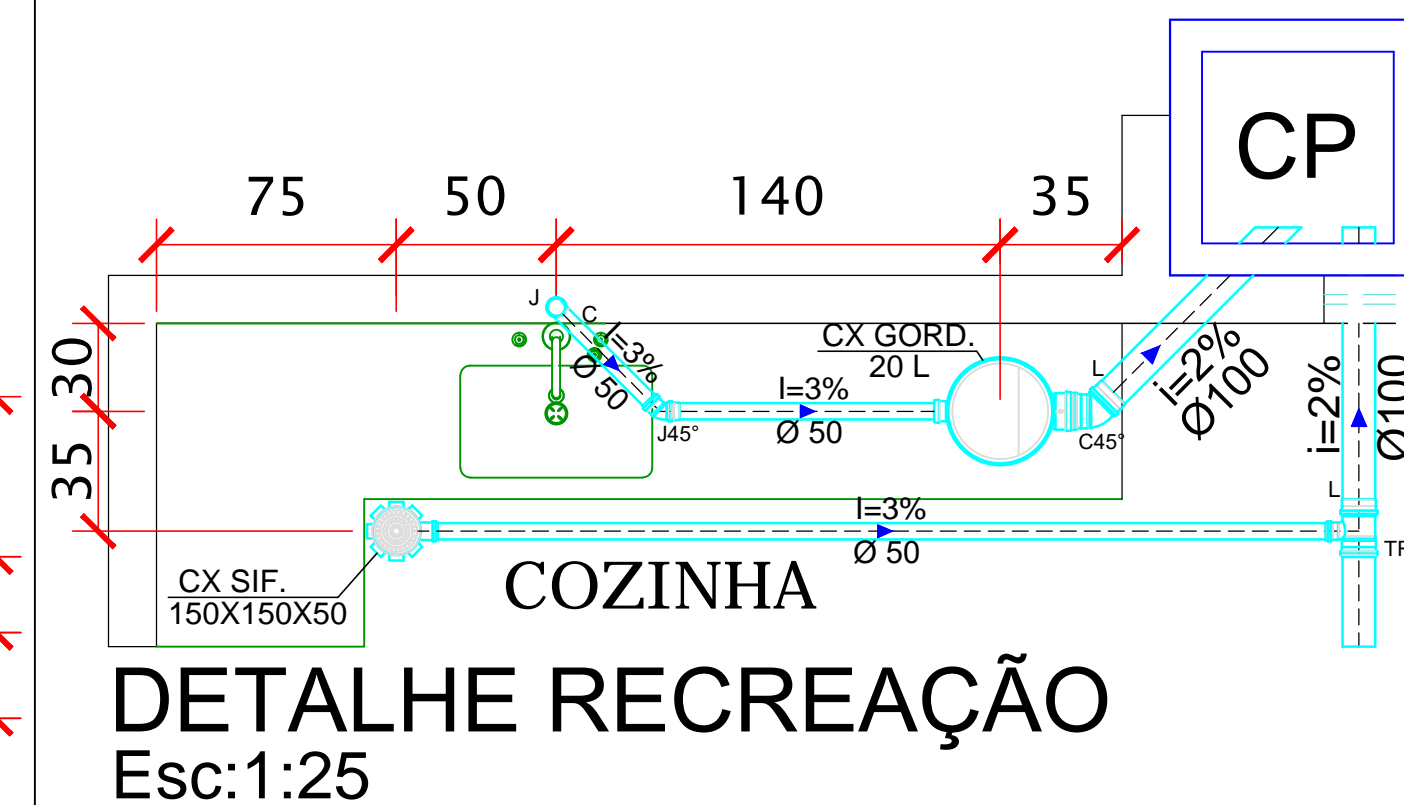 CP
75 50 140 35
J
C
I=3%
Ø 50
CX GORD.
20 L
I=3%
Ø 50
J45°
L
C45°
i=2%
Ø100
i=2%
Ø100
L
30
35
I=3%
Ø 50
CX SIF.
150X150X50
COZINHA
DETALHE RECREAÇÃO
Esc:1:25